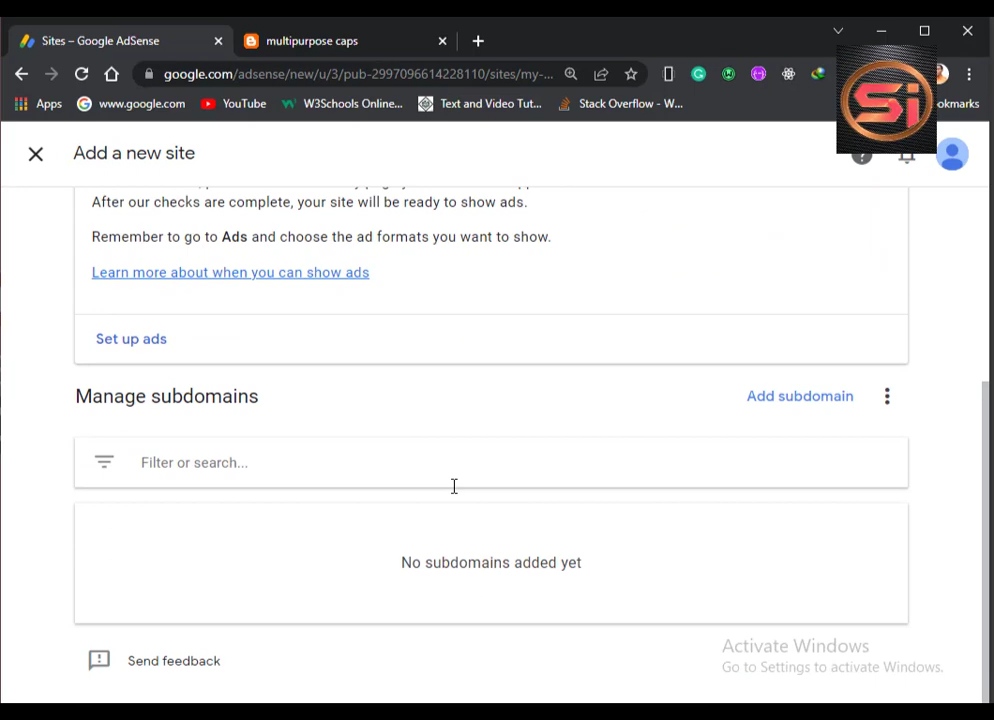 Sites – Google AdSense
multipurpose caps
google.com/adsense/new/u/3/pub-2997096614228110/sites/my-...
Apps
www.google.com
YouTube
W3Schools Online...
Text and Video Tut...
Stack Overflow - W...
okmarks
Si
Add a new site
After our checks are complete, your site will be ready to show ads.
Remember to go to Ads and choose the ad formats you want to show.
Learn more about when you can show ads
Set up ads
Manage subdomains
Add subdomain
Filter or search...
No subdomains added yet
Send feedback
Activate Windows
Go to Settings to activate Windows.